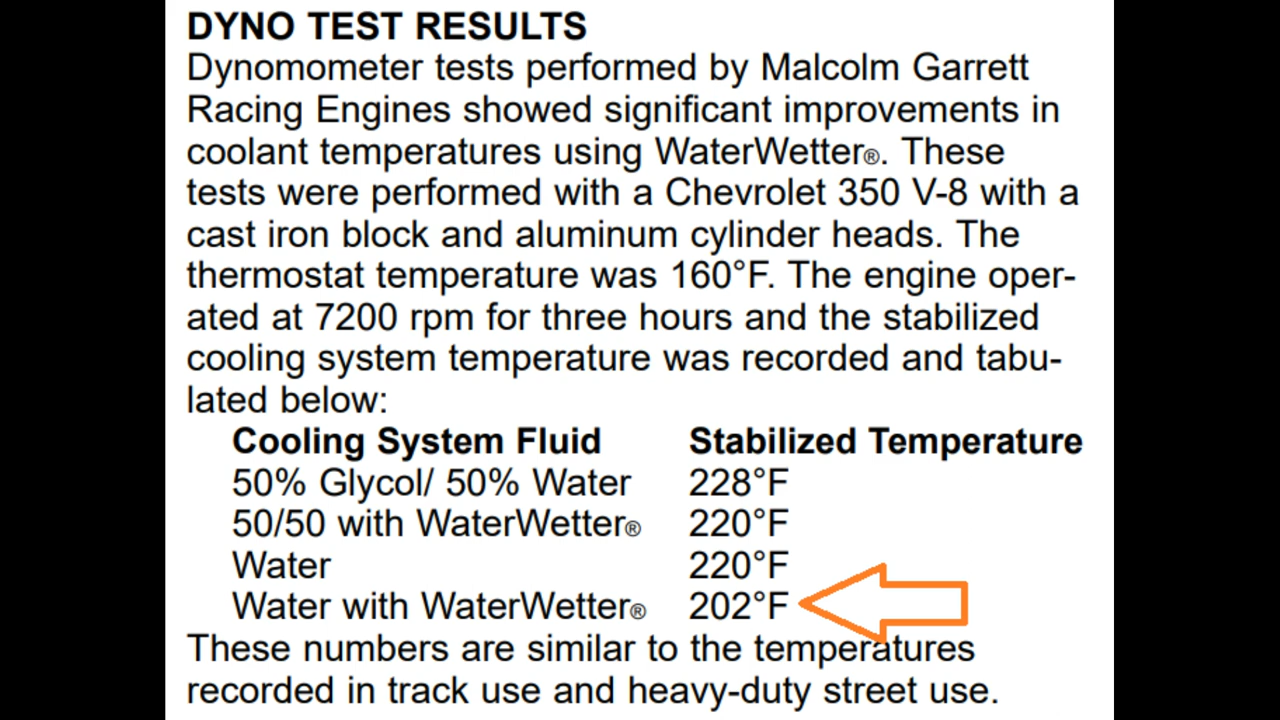 DYNO TEST RESULTS
Dynomometer tests performed by Malcolm Garrett
Racing Engines showed significant improvements in
coolant temperatures using WaterWetter®. These
tests were performed with a Chevrolet 350 V-8 with a
cast iron block and aluminum cylinder heads. The
thermostat temperature was 160°F. The engine oper-
ated at 7200 rpm for three hours and the stabilized
cooling system temperature was recorded and tabu-
lated below:
Cooling System Fluid Stabilized Temperature
50% Glycol/ 50% Water 228°F
50/50 with WaterWetter® 220°F
Water 220°F
Water with WaterWetter® 202°F
These numbers are similar to the temperatures
recorded in track use and heavy-duty street use.